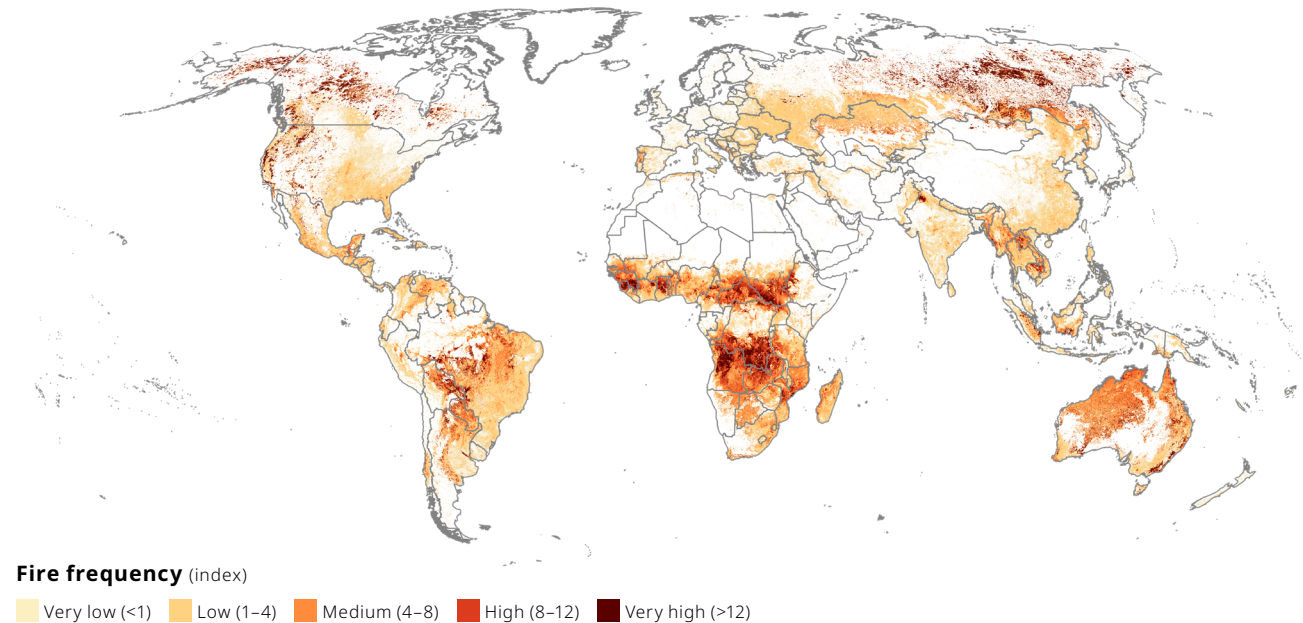 Fire frequency (index)
Very low (<1) Low (1–4) Medium (4–8) High (8–12) Very high (>12)